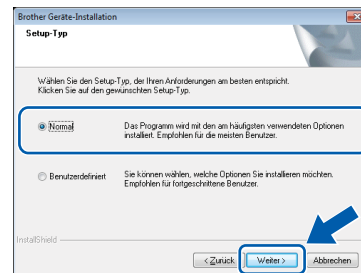 Brother Geräte-Installation
Setup-Typ
Wählen Sie den Setup-Typ, der Ihren Anforderungen am besten entspricht.
Klicken Sie auf den gewünschten Setup-Typ.
Normal
Das Programm wird mit den am häufigsten verwendeten Optionen
installiert. Empfohlen für die meisten Benutzer.
Benutzerdefiniert
Sie können wählen, welche Optionen Sie installieren möchten.
Empfohlen für fortgeschrittene Benutzer.
InstallShield
< Zurück
Weiter >
Abbrechen